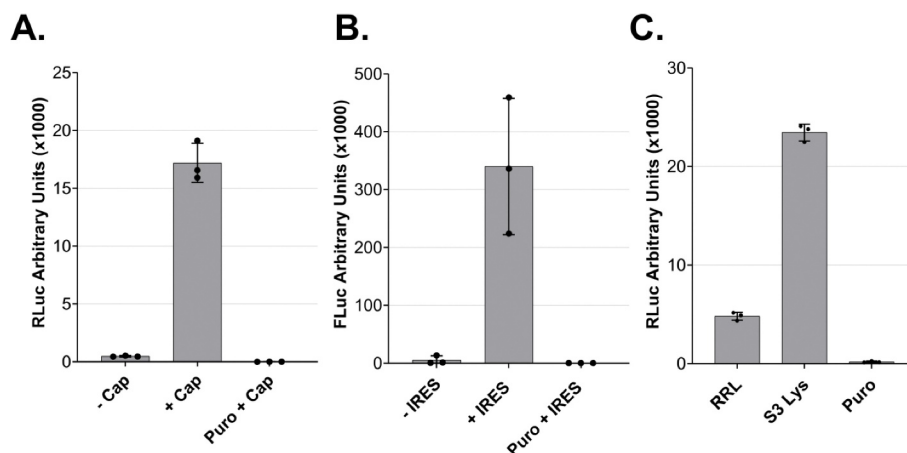 A.
RLuc Arbitrary Units (x1000)
25
20
15
10
5
0
- Cap
+ Cap
Puro + Cap
B.
FLuc Arbitrary Units (x1000)
500
400
300
200
100
0
- IRES
+ IRES
Puro + IRES
C.
RLuc Arbitrary Units (x1000)
30
20
10
0
RRL
S3 Lys
Puro